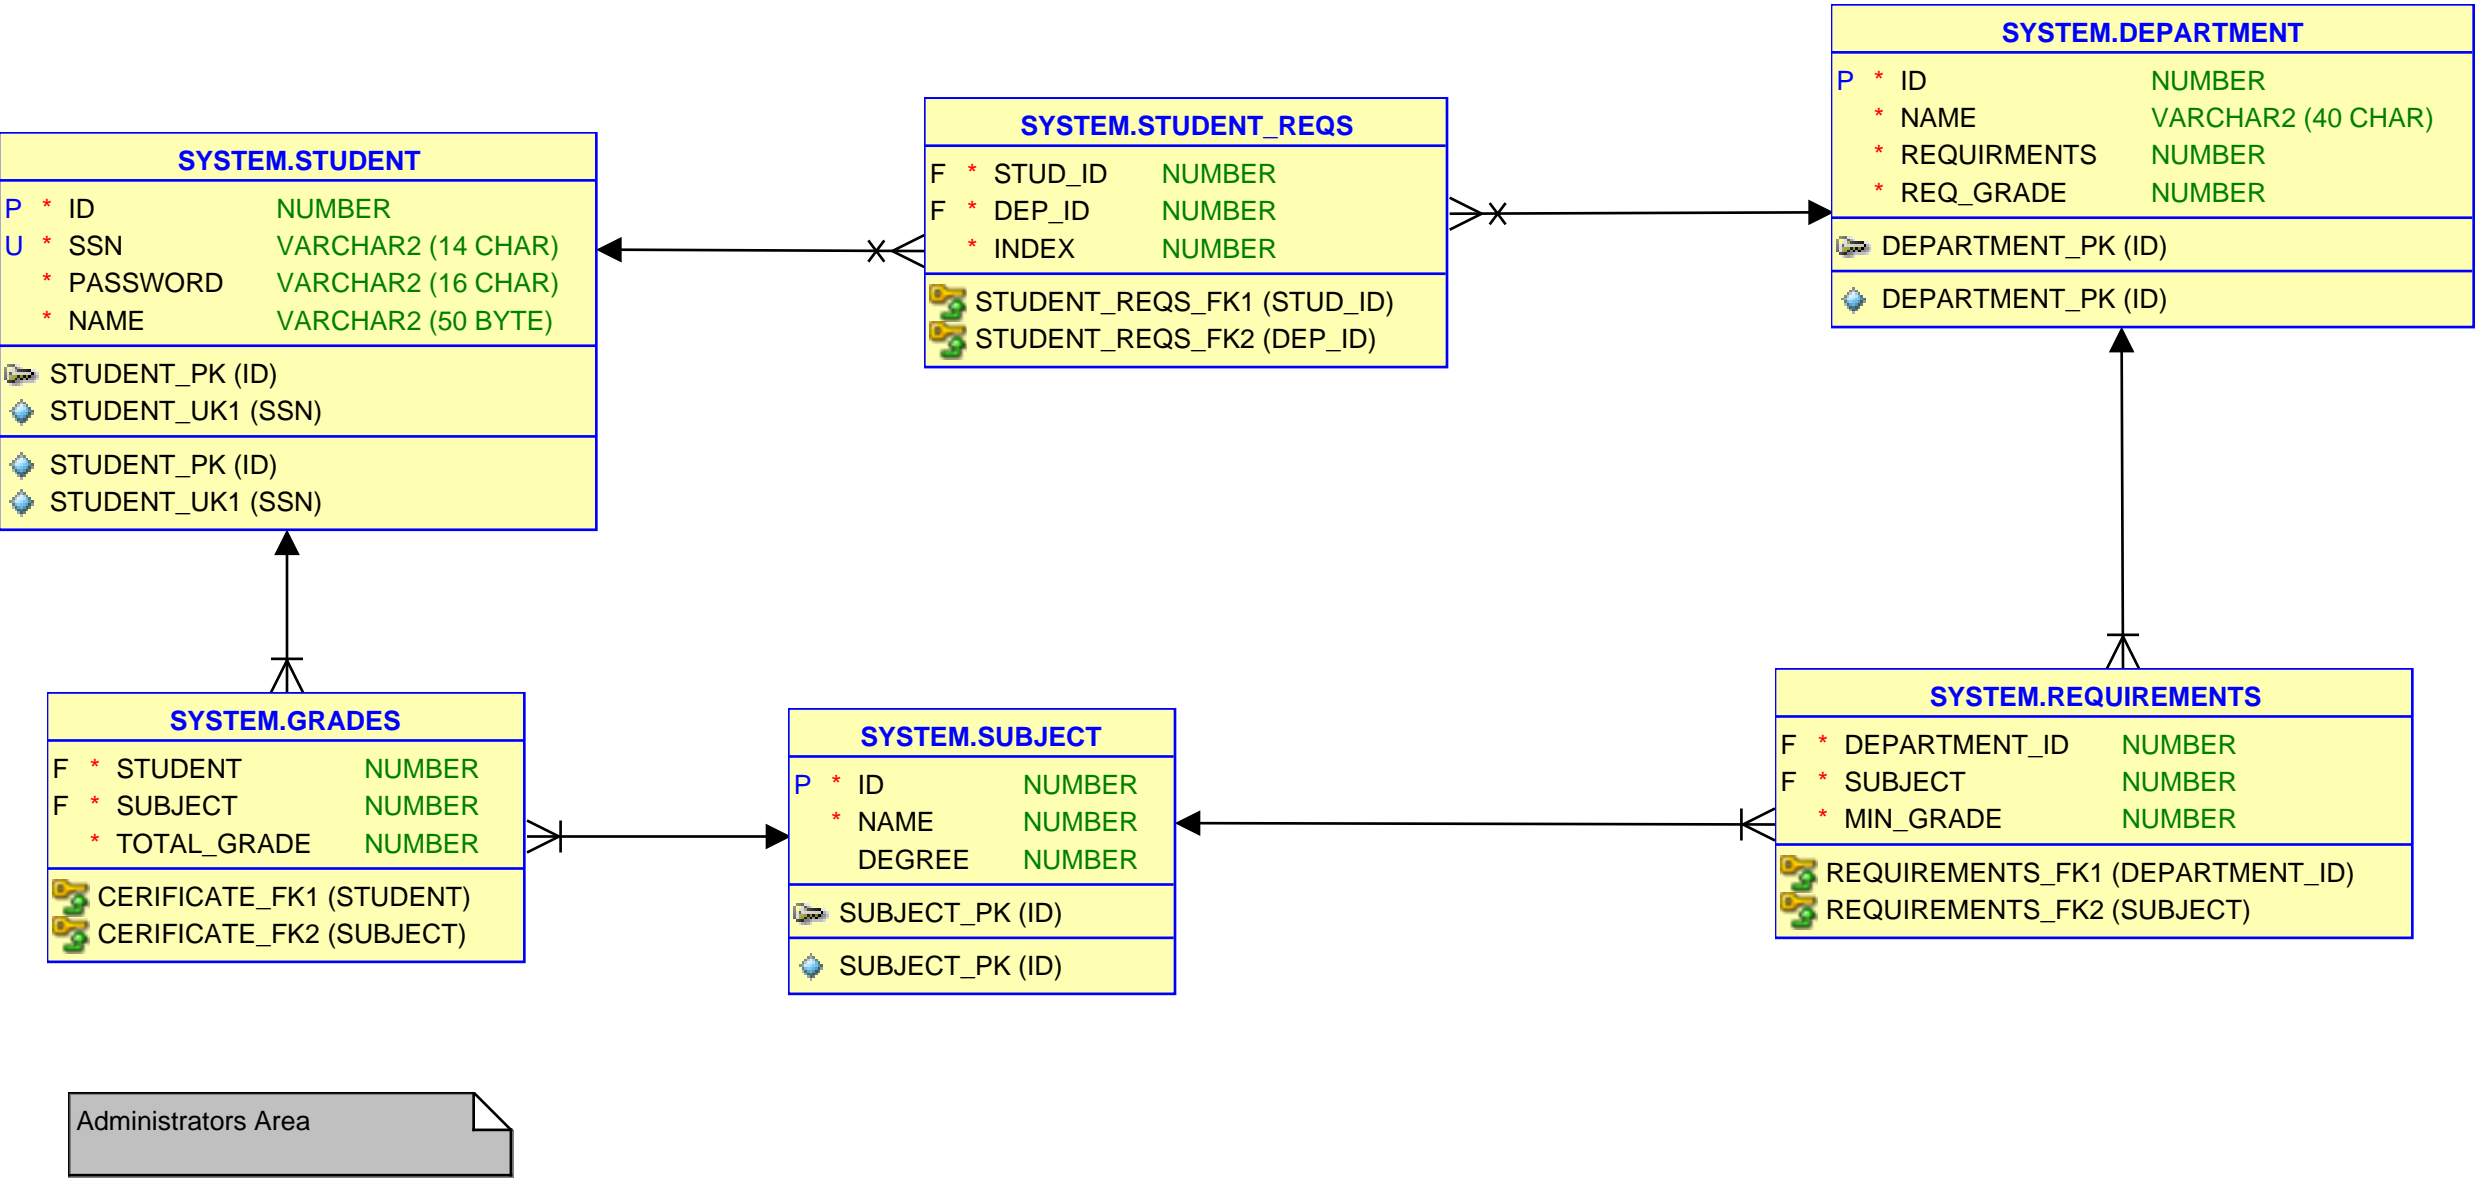 SYSTEM.STUDENT
P * ID NUMBER
U * SSN VARCHAR2 (14 CHAR)
* PASSWORD VARCHAR2 (16 CHAR)
* NAME VARCHAR2 (50 BYTE)
STUDENT_PK (ID)
STUDENT_UK1 (SSN)
STUDENT_PK (ID)
STUDENT_UK1 (SSN)
SYSTEM.STUDENT_REQS
F * STUD_ID NUMBER
F * DEP_ID NUMBER
* INDEX NUMBER
STUDENT_REQS_FK1 (STUD_ID)
STUDENT_REQS_FK2 (DEP_ID)
SYSTEM.DEPARTMENT
P * ID NUMBER
* NAME VARCHAR2 (40 CHAR)
* REQUIRMENTS NUMBER
* REQ_GRADE NUMBER
DEPARTMENT_PK (ID)
DEPARTMENT_PK (ID)
SYSTEM.GRADES
F * STUDENT NUMBER
F * SUBJECT NUMBER
* TOTAL_GRADE NUMBER
CERIFICATE_FK1 (STUDENT)
CERIFICATE_FK2 (SUBJECT)
SYSTEM.SUBJECT
P * ID NUMBER
* NAME NUMBER
DEGREE NUMBER
SUBJECT_PK (ID)
SUBJECT_PK (ID)
SYSTEM.REQUIREMENTS
F * DEPARTMENT_ID NUMBER
F * SUBJECT NUMBER
* MIN_GRADE NUMBER
REQUIREMENTS_FK1 (DEPARTMENT_ID)
REQUIREMENTS_FK2 (SUBJECT)
Administrators Area